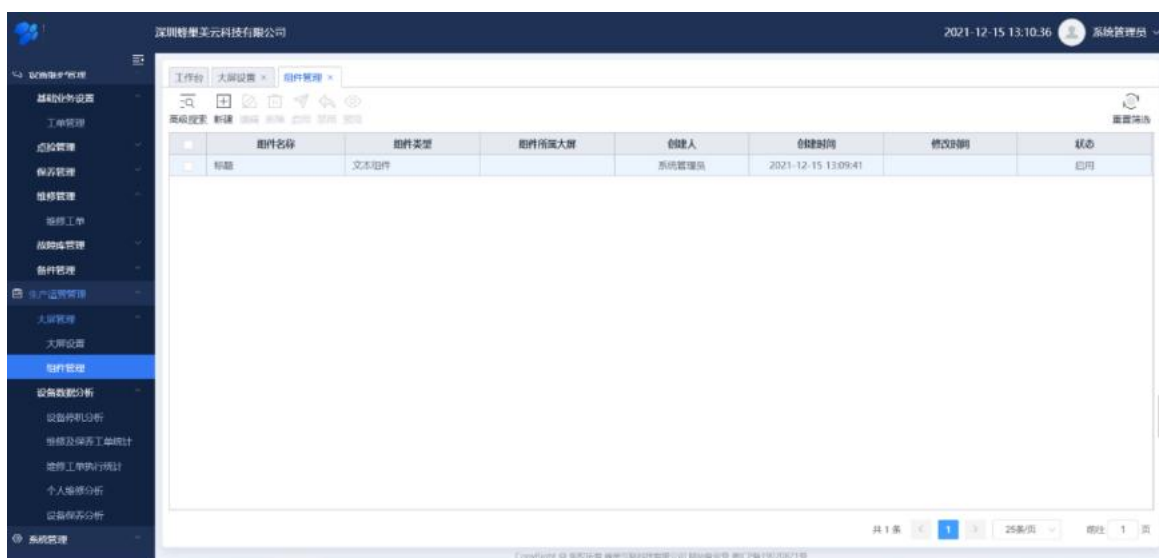 深圳蜂巢美云科技有限公司
2021-12-15 13:10:36
系统管理员
基础业务设置
工单管理
点检管理
保养管理
维修管理
维修工单
故障库管理
备件管理
生产运营管理
大屏管理
大屏设置
组件管理
设备数据分析
设备停机分析
维修及保养工单统计
维修工单执行统计
个人维修分析
设备保养分析
系统管理
工作台 大屏设置 × 组件管理 ×
高级搜索 新建 编辑 删除 启用 禁用 预览
重置筛选
组件名称 组件类型 组件所属大屏 创建人 创建时间 修改时间 状态
标题 文本组件 系统管理员 2021-12-15 13:09:41 启用
共 1 条 1 25条/页 前往 1 页